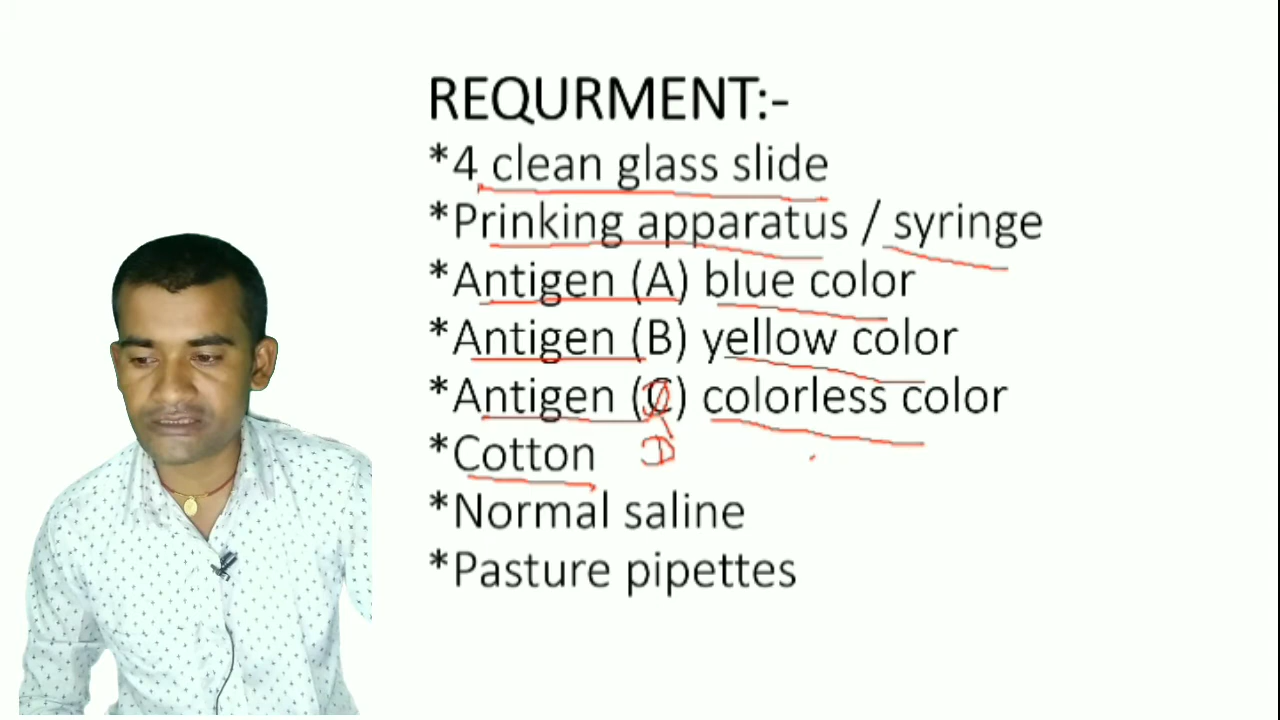 REQURMENT:-
*4 clean glass slide
*Prinking apparatus / syringe
*Antigen (A) blue color
*Antigen (B) yellow color
*Antigen (C) colorless color
D
*Cotton
*Normal saline
*Pasture pipettes